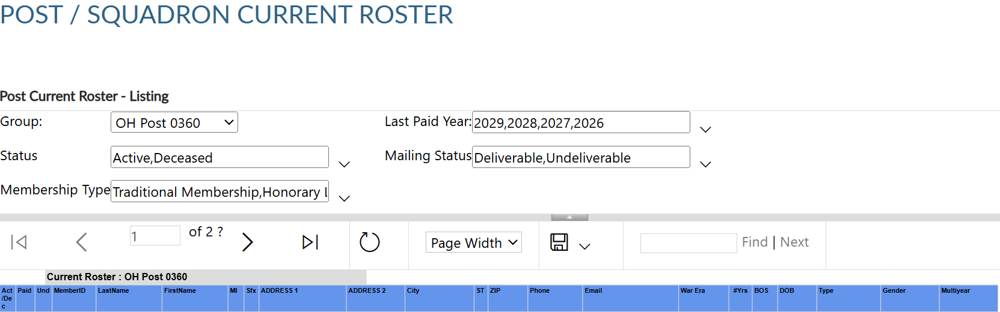 POST / SQUADRON CURRENT ROSTER
Post Current Roster - Listing
Group: OH Post 0360 Last Paid Year: 2029,2028,2027,2026
Status Active,Deceased Mailing Status Deliverable,Undeliverable
Membership Type Traditional Membership,Honorary L
1 of 2 ? Page Width Find | Next
Current Roster : OH Post 0360
Act/Dec Paid Und MemberID LastName FirstName MI Sfx ADDRESS 1 ADDRESS 2 City ST ZIP Phone Email War Era #Yrs BOS DOB Type Gender Multiyear